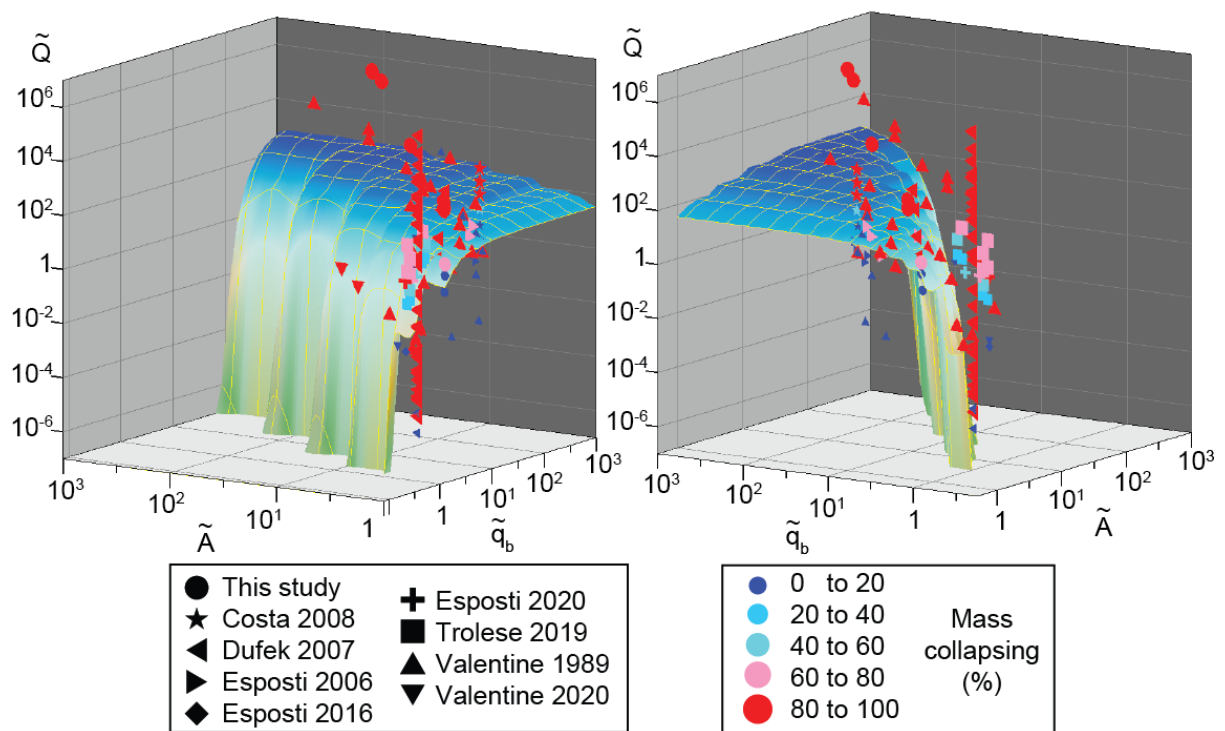 Q̃
10⁶
10⁴
10²
1
10⁻²
10⁻⁴
10⁻⁶
10³
10²
10¹
1
Ã
1
10¹
10²
10³
q̃b
Q̃
10⁶
10⁴
10²
1
10⁻²
10⁻⁴
10⁻⁶
10³
10²
10¹
1
q̃b
1
10¹
10²
10³
Ã
This study
Costa 2008
Dufek 2007
Esposti 2006
Esposti 2016
Esposti 2020
Trolese 2019
Valentine 1989
Valentine 2020
0 to 20
20 to 40
40 to 60
60 to 80
80 to 100
Mass
collapsing
(%)